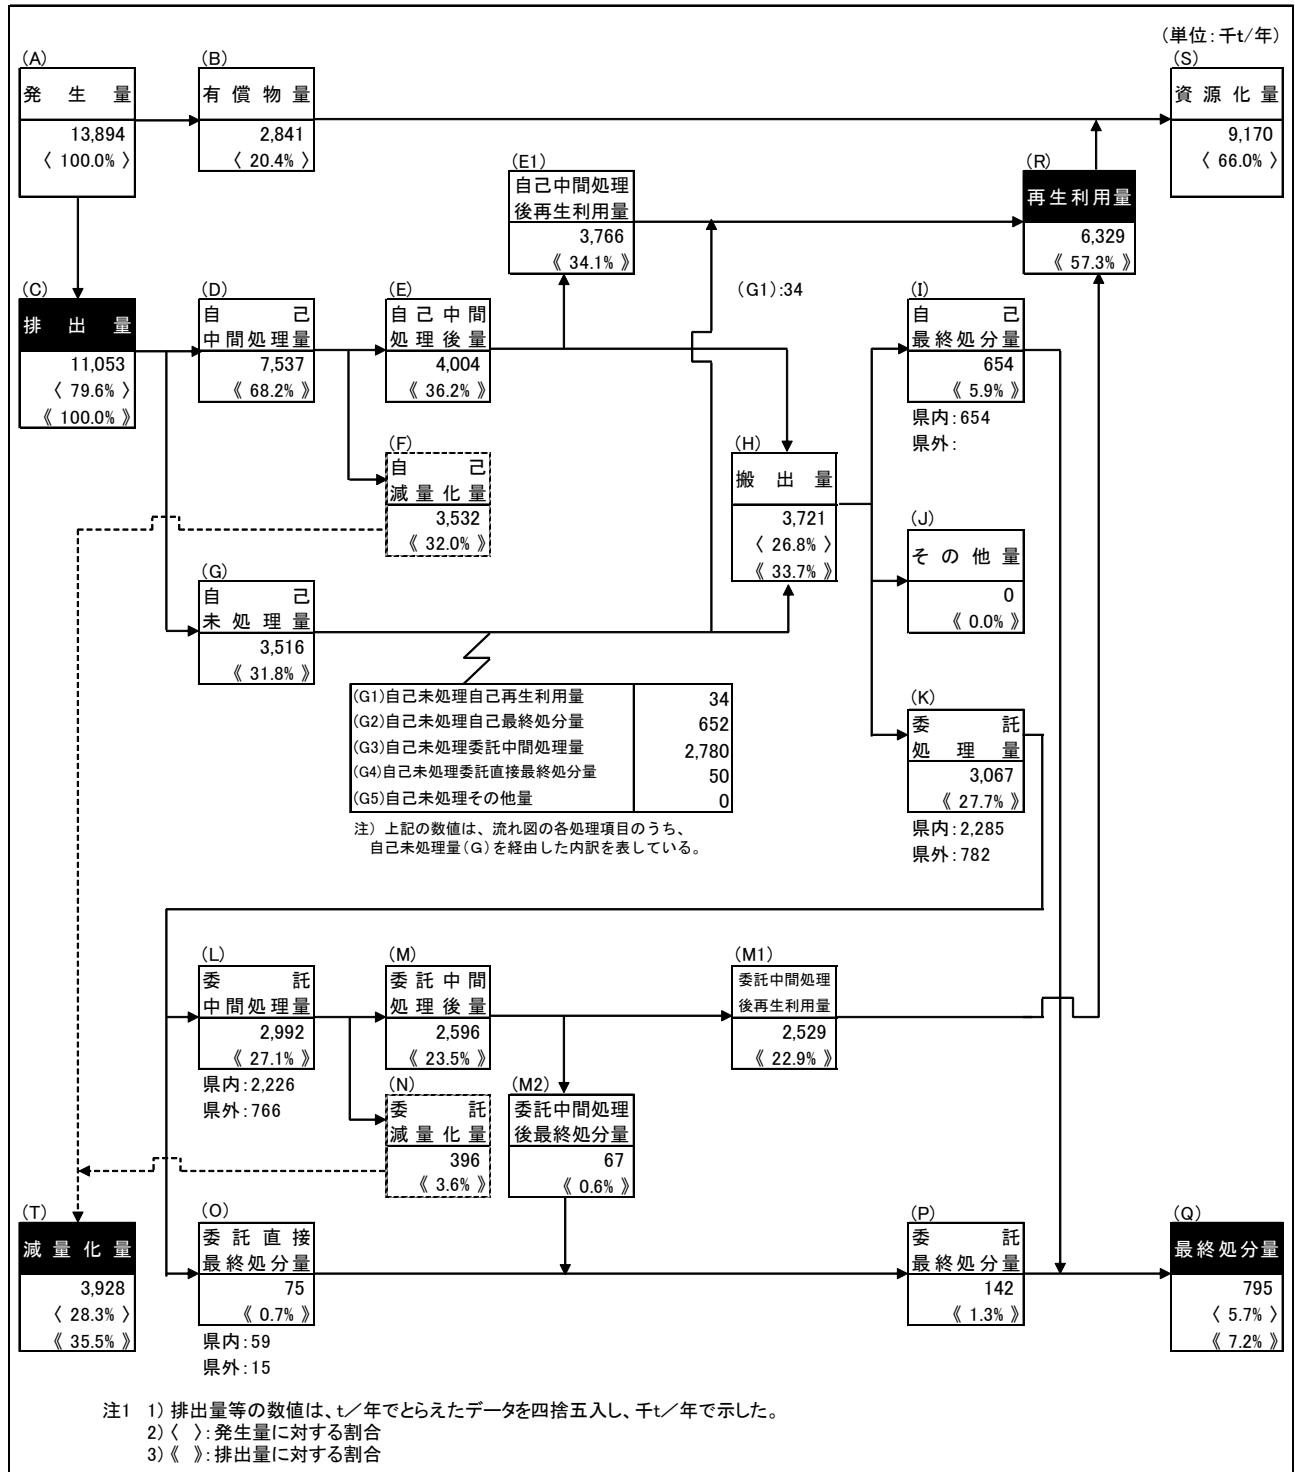 (単位:千t/年)
(A)
発生量
13,894
〈 100.0% 〉
(B)
有償物量
2,841
〈 20.4% 〉
(S)
資源化量
9,170
〈 66.0% 〉
(E1)
自己中間処理
後再生利用量
3,766
《 34.1% 》
(R)
再生利用量
6,329
《 57.3% 》
(C)
排出量
11,053
〈 79.6% 〉
《 100.0% 》
(D)
自己
中間処理量
7,537
《 68.2% 》
(E)
自己中間
処理後量
4,004
《 36.2% 》
(G1):34
(I)
自己
最終処分量
654
《 5.9% 》
県内:654
県外:
(F)
自己
減量化量
3,532
《 32.0% 》
(H)
搬出量
3,721
〈 26.8% 〉
《 33.7% 》
(J)
その他量
0
《 0.0% 》
(G)
自己
未処理量
3,516
《 31.8% 》
(G1)自己未処理自己再生利用量 34
(G2)自己未処理自己最終処分量 652
(G3)自己未処理委託中間処理量 2,780
(G4)自己未処理委託直接最終処分量 50
(G5)自己未処理その他量 0
注) 上記の数値は、流れ図の各処理項目のうち、
自己未処理量(G)を経由した内訳を表している。
(K)
委託
処理量
3,067
《 27.7% 》
県内:2,285
県外:782
(L)
委託
中間処理量
2,992
《 27.1% 》
県内:2,226
県外:766
(M)
委託中間
処理後量
2,596
《 23.5% 》
(M1)
委託中間処理
後再生利用量
2,529
《 22.9% 》
(N)
委託
減量化量
396
《 3.6% 》
(M2)
委託中間処理
後最終処分量
67
《 0.6% 》
(T)
減量化量
3,928
〈 28.3% 〉
《 35.5% 》
(O)
委託直接
最終処分量
75
《 0.7% 》
県内:59
県外:15
(P)
委託
最終処分量
142
《 1.3% 》
(Q)
最終処分量
795
〈 5.7% 〉
《 7.2% 》
注1 1) 排出量等の数値は、t/年でとらえたデータを四捨五入し、千t/年で示した。
2)〈 〉:発生量に対する割合
3)《 》:排出量に対する割合